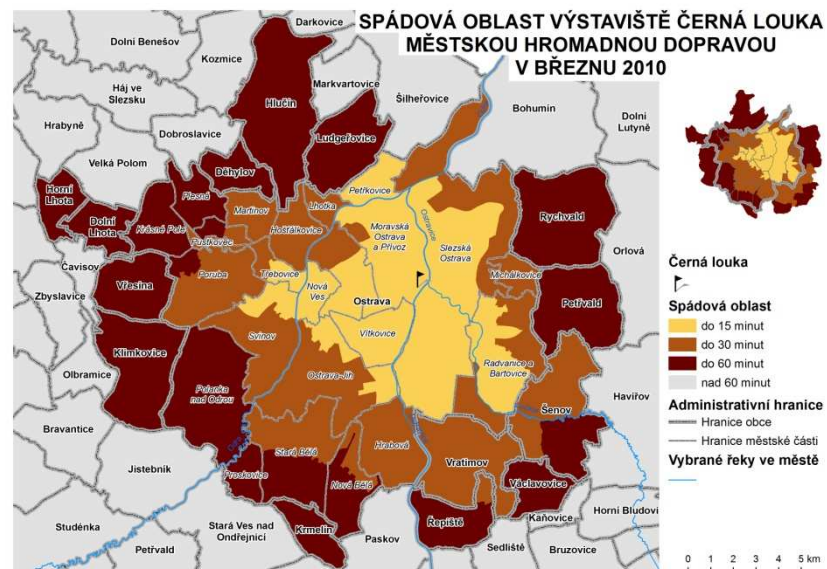 SPÁDOVÁ OBLAST VÝSTAVIŠTĚ ČERNÁ LOUKA
MĚSTSKOU HROMADNOU DOPRAVOU
V BŘEZNU 2010
Darkovice
Dolní Benešov
Kozmice
Markvartovice
Šilheřovice
Bohumín
Háj ve
Slezsku
Hlučín
Ludgeřovice
Dolní
Lutyně
Hrabyně
Dobroslavice
Velká Polom
Děhylov
Petřkovice
Horní
Lhota
Plesná
Martinov
Lhotka
Ostravice
Rychvald
Dolní
Lhota
Krásné Pole
Hošťálkovice
Moravská
Ostrava
a Přívoz
Slezská
Ostrava
Pustkovec
Orlová
Čavisov
Vřesina
Poruba
Třebovice
Nová
Ves
Michálkovice
Zbyslavice
Ostrava
Petřvald
Vítkovice
Klimkovice
Svinov
Radvanice a
Bartovice
Olbramice
Polanka
nad Odrou
Ostrava-Jih
Havířov
Šenov
Bravantice
Hrabová
Stará Bělá
Vratimov
Jistebník
Proskovice
Nová Bělá
Václavovice
Horní Bludovi
Studénka
Stará Ves nad
Ondřejnicí
Krmelín
Řepiště
Kaňovice
Petřvald
Paskov
Sedliště
Bruzovice
Černá louka
Spádová oblast
do 15 minut
do 30 minut
do 60 minut
nad 60 minut
Administrativní hranice
Hranice obce
Hranice městské části
Vybrané řeky ve městě
0 1 2 3 4 5 km